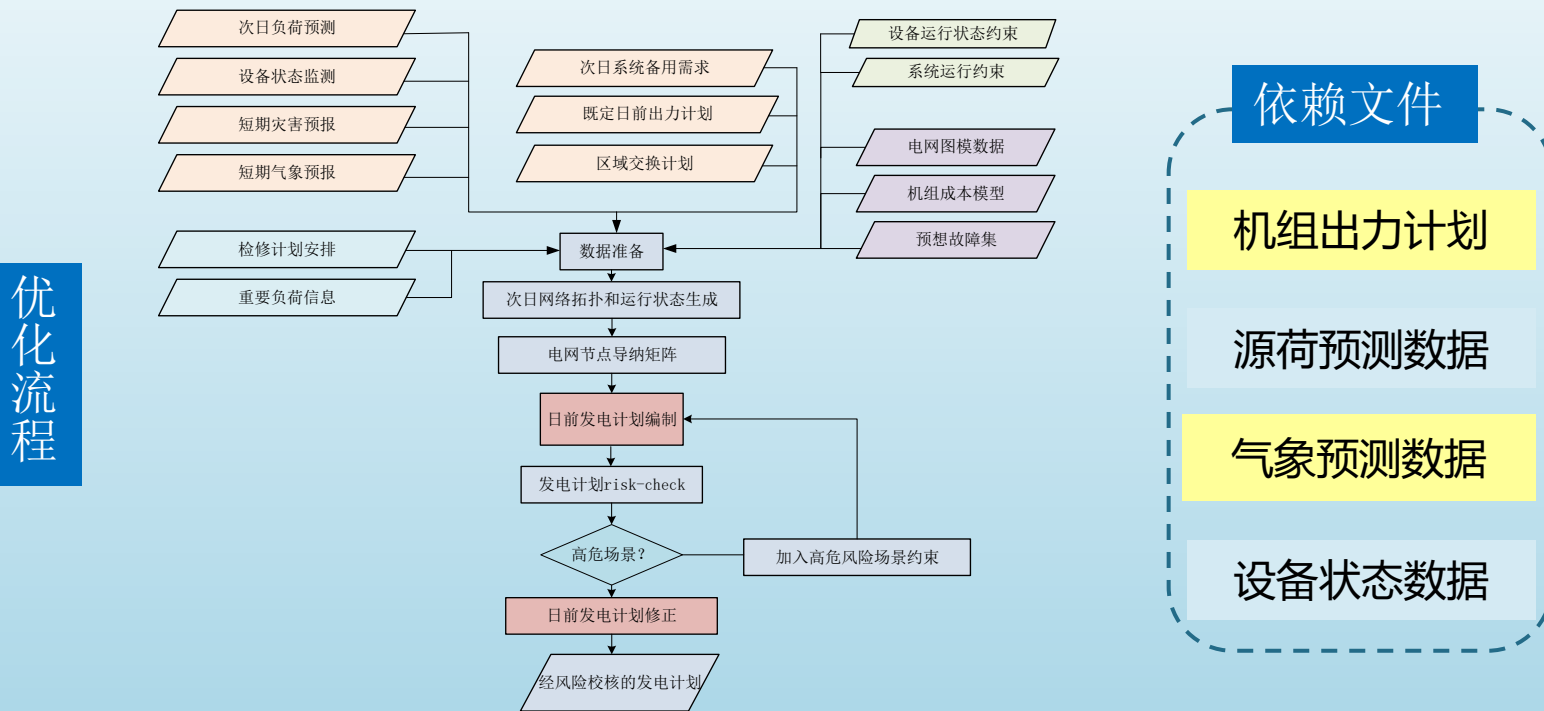 优化流程
次日负荷预测
设备状态监测
短期灾害预报
短期气象预报
次日系统备用需求
既定日前出力计划
区域交换计划
设备运行状态约束
系统运行约束
电网图模数据
机组成本模型
预想故障集
检修计划安排
重要负荷信息
数据准备
次日网络拓扑和运行状态生成
电网节点导纳矩阵
日前发电计划编制
发电计划risk-check
高危场景?
加入高危风险场景约束
日前发电计划修正
经风险校核的发电计划
依赖文件
机组出力计划
源荷预测数据
气象预测数据
设备状态数据